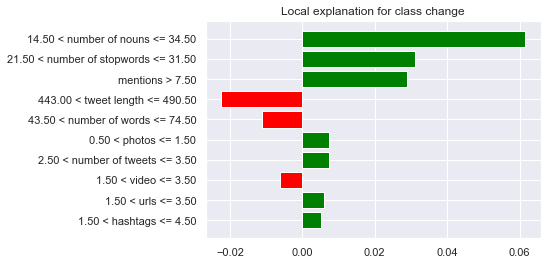 Local explanation for class change
14.50 < number of nouns <= 34.50
21.50 < number of stopwords <= 31.50
mentions > 7.50
443.00 < tweet length <= 490.50
43.50 < number of words <= 74.50
0.50 < photos <= 1.50
2.50 < number of tweets <= 3.50
1.50 < video <= 3.50
1.50 < urls <= 3.50
1.50 < hashtags <= 4.50
−0.02 0.00 0.02 0.04 0.06